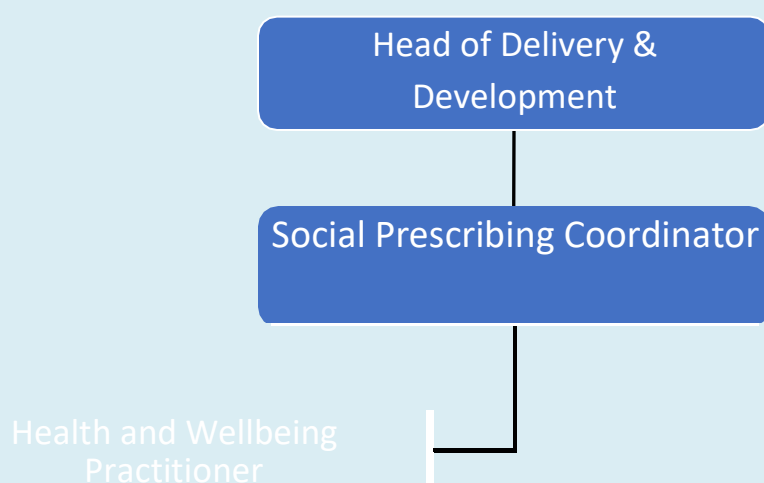 Head of Delivery &
Development
Social Prescribing Coordinator
Health and Wellbeing
Practitioner